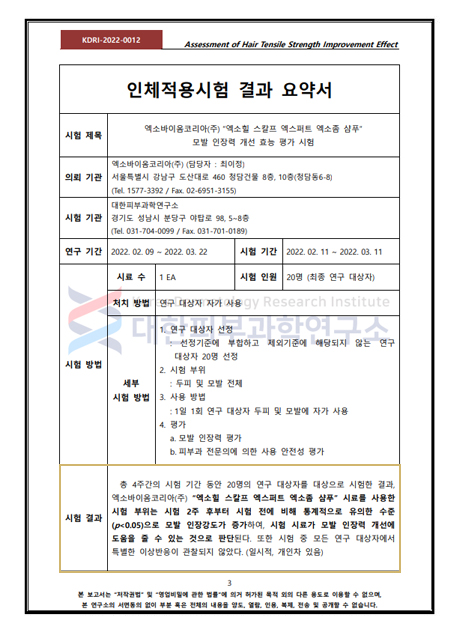 KDRI-2022-0012
Assessment of Hair Tensile Strength Improvement Effect
인체적용시험 결과 요약서
시험 제목
엑소바이옴코리아(주) "엑소힐 스칼프 엑스퍼트 엑소좀 샴푸"
모발 인장력 개선 효능 평가 시험
의뢰 기관
엑소바이옴코리아(주) (담당자 : 최이정)
서울특별시 강남구 도산대로 460 청담건물 8층, 10층(청담동6-8)
(Tel. 1577-3392 / Fax. 02-6951-3155)
시험 기관
대한피부과학연구소
경기도 성남시 분당구 야탑로 98, 5~8층
(Tel. 031-704-0099 / Fax. 031-701-0189)
연구 기간
2022. 02. 09 ~ 2022. 03. 22
시험 기간
2022. 02. 11 ~ 2022. 03. 11
시험 방법
시료 수
1 EA
시험 인원
20명 (최종 연구 대상자)
처치 방법
연구 대상자 자가 사용
Research Institute
대한피부과학연구소
세부
시험 방법
1. 연구 대상자 선정
: 선정기준에 부합하고 제외기준에 해당되지 않는 연구
대상자 20명 선정
2. 시험 부위
: 두피 및 모발 전체
3. 사용 방법
: 1일 1회 연구 대상자 두피 및 모발에 자가 사용
4. 평가
a. 모발 인장력 평가
b. 피부과 전문의에 의한 사용 안전성 평가
시험 결과
총 4주간의 시험 기간 동안 20명의 연구 대상자를 대상으로 시험한 결과,
엑소바이옴코리아(주) "엑소힐 스칼프 엑스퍼트 엑소좀 샴푸" 시료를 사용한
시험 부위는 시험 2주 후부터 시험 전에 비해 통계적으로 유의한 수준
(p<0.05)으로 모발 인장강도가 증가하여, 시험 시료가 모발 인장력 개선에
도움을 줄 수 있는 것으로 판단된다. 또한 시험 중 모든 연구 대상자에서
특별한 이상반응이 관찰되지 않았다. (일시적, 개인차 있음)
3
본 보고서는 "저작권법" 및 "영업비밀에 관한 법률"에 의거 허가된 목적 외의 다른 용도로 이용할 수 없으며,
본 연구소의 서면동의 없이 부분 혹은 전체의 내용을 양도, 열람, 인용, 복제, 전송 및 공개할 수 없습니다.